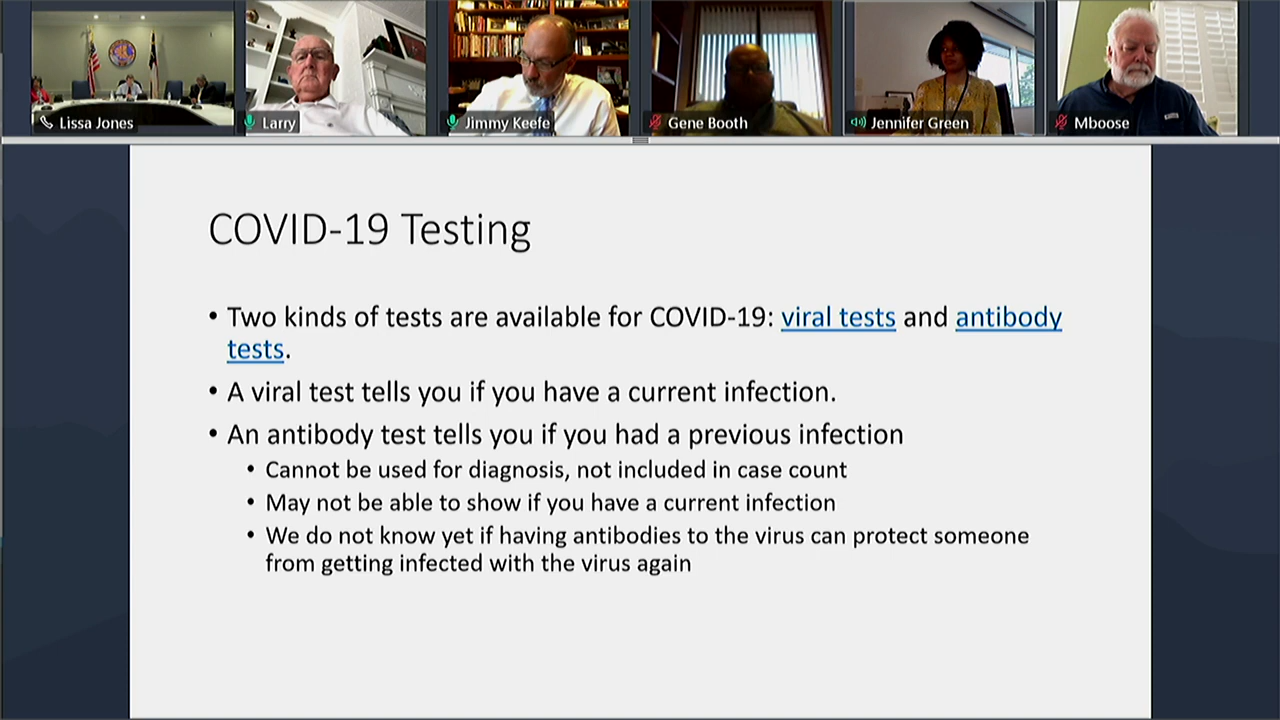 Lissa Jones
Larry
Jimmy Keefe
Gene Booth
Jennifer Green
Mboose
COVID-19 Testing
• Two kinds of tests are available for COVID-19: viral tests and antibody
tests.
• A viral test tells you if you have a current infection.
• An antibody test tells you if you had a previous infection
• Cannot be used for diagnosis, not included in case count
• May not be able to show if you have a current infection
• We do not know yet if having antibodies to the virus can protect someone
from getting infected with the virus again